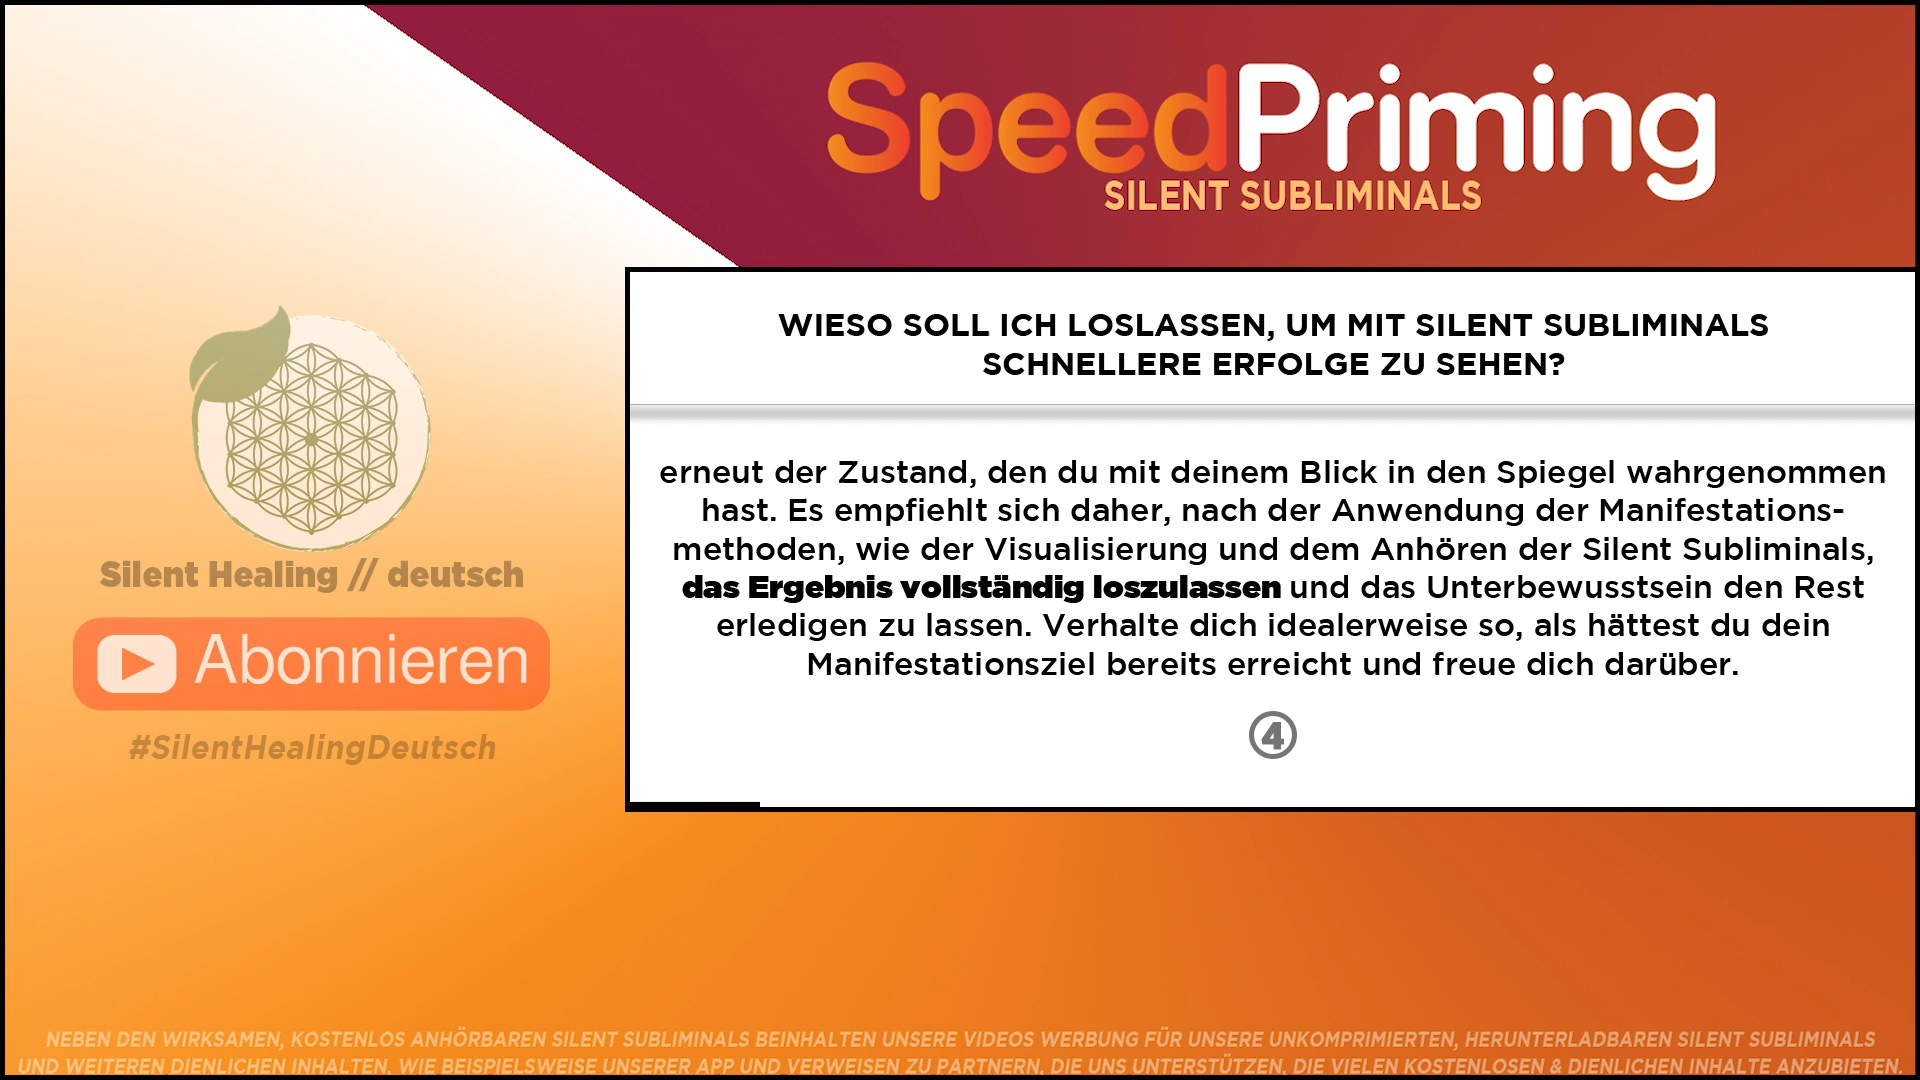 SpeedPriming
SILENT SUBLIMINALS
WIESO SOLL ICH LOSLASSEN, UM MIT SILENT SUBLIMINALS
SCHNELLERE ERFOLGE ZU SEHEN?
erneut der Zustand, den du mit deinem Blick in den Spiegel wahrgenommen
hast. Es empfiehlt sich daher, nach der Anwendung der Manifestations-
methoden, wie der Visualisierung und dem Anhören der Silent Subliminals,
das Ergebnis vollständig loszulassen und das Unterbewusstsein den Rest
erledigen zu lassen. Verhalte dich idealerweise so, als hättest du dein
Manifestationsziel bereits erreicht und freue dich darüber.
4
Silent Healing // deutsch
Abonnieren
#SilentHealingDeutsch
NEBEN DEN WIRKSAMEN, KOSTENLOS ANHÖRBAREN SILENT SUBLIMINALS BEINHALTEN UNSERE VIDEOS WERBUNG FÜR UNSERE UNKOMPRIMIERTEN, HERUNTERLADBAREN SILENT SUBLIMINALS
UND WEITEREN DIENLICHEN INHALTEN, WIE BEISPIELSWEISE UNSERER APP UND VERWEISEN ZU PARTNERN, DIE UNS UNTERSTÜTZEN, DIE VIELEN KOSTENLOSEN & DIENLICHEN INHALTE ANZUBIETEN.